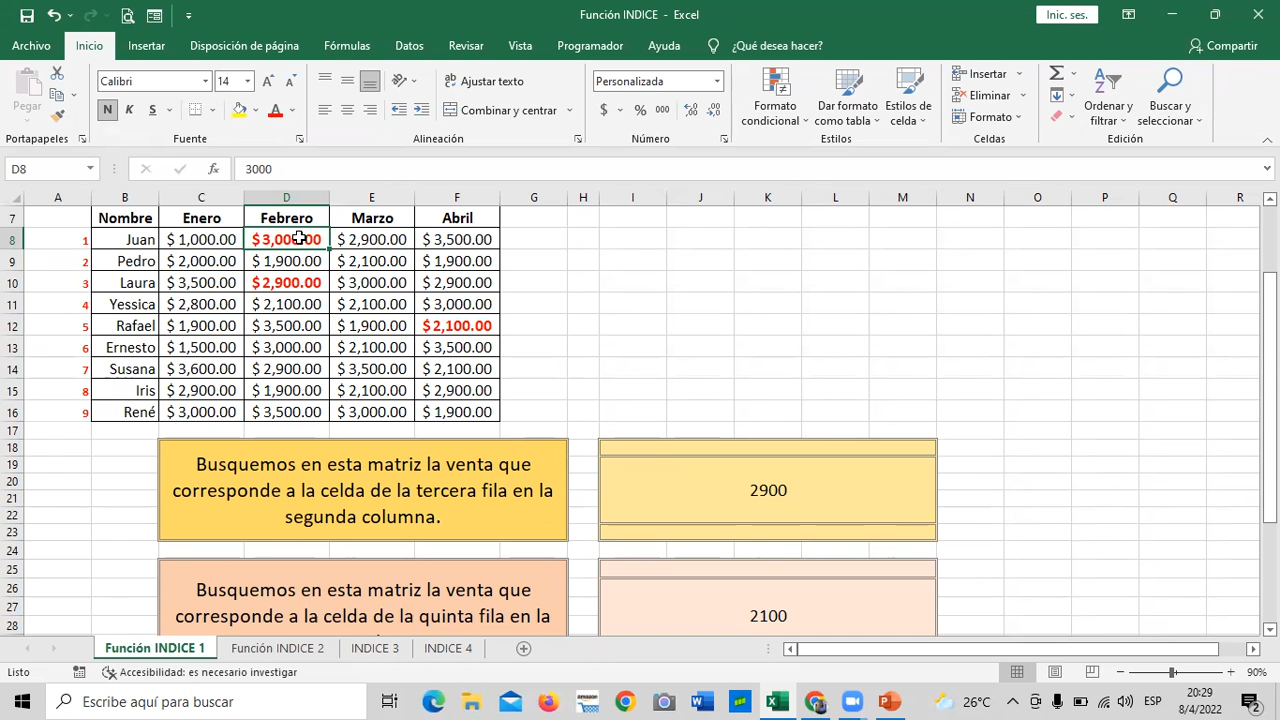 Función INDICE - Excel
Inic. ses.
Archivo Inicio Insertar Disposición de página Fórmulas Datos Revisar Vista Programador Ayuda ¿Qué desea hacer? Compartir
Pegar
Calibri 14
N K S
Ajustar texto
Combinar y centrar
Personalizada
$ % 000
Formato condicional
Dar formato como tabla
Estilos de celda
Insertar
Eliminar
Formato
Ordenar y filtrar
Buscar y seleccionar
Portapapeles Fuente Alineación Número Estilos Celdas Edición
D8 fx 3000
A B C D E F G H I J K L M N O P Q R
7 Nombre Enero Febrero Marzo Abril
8 1 Juan $ 1,000.00 $ 3,000.00 $ 2,900.00 $ 3,500.00
9 2 Pedro $ 2,000.00 $ 1,900.00 $ 2,100.00 $ 1,900.00
10 3 Laura $ 3,500.00 $ 2,900.00 $ 3,000.00 $ 2,900.00
11 4 Yessica $ 2,800.00 $ 2,100.00 $ 2,100.00 $ 3,000.00
12 5 Rafael $ 1,900.00 $ 3,500.00 $ 1,900.00 $ 2,100.00
13 6 Ernesto $ 1,500.00 $ 3,000.00 $ 2,100.00 $ 3,500.00
14 7 Susana $ 3,600.00 $ 2,900.00 $ 3,500.00 $ 2,100.00
15 8 Iris $ 2,900.00 $ 1,900.00 $ 2,100.00 $ 2,900.00
16 9 René $ 3,000.00 $ 3,500.00 $ 3,000.00 $ 1,900.00
17
18
19
20
21
22
23
24
25
26
27
28
Busquemos en esta matriz la venta que
corresponde a la celda de la tercera fila en la
segunda columna.
2900
Busquemos en esta matriz la venta que
corresponde a la celda de la quinta fila en la
2100
Función INDICE 1 Función INDICE 2 INDICE 3 INDICE 4
Listo Accesibilidad: es necesario investigar 90%
Escribe aquí para buscar
amazon
26°C
ESP
20:29
8/4/2022
2